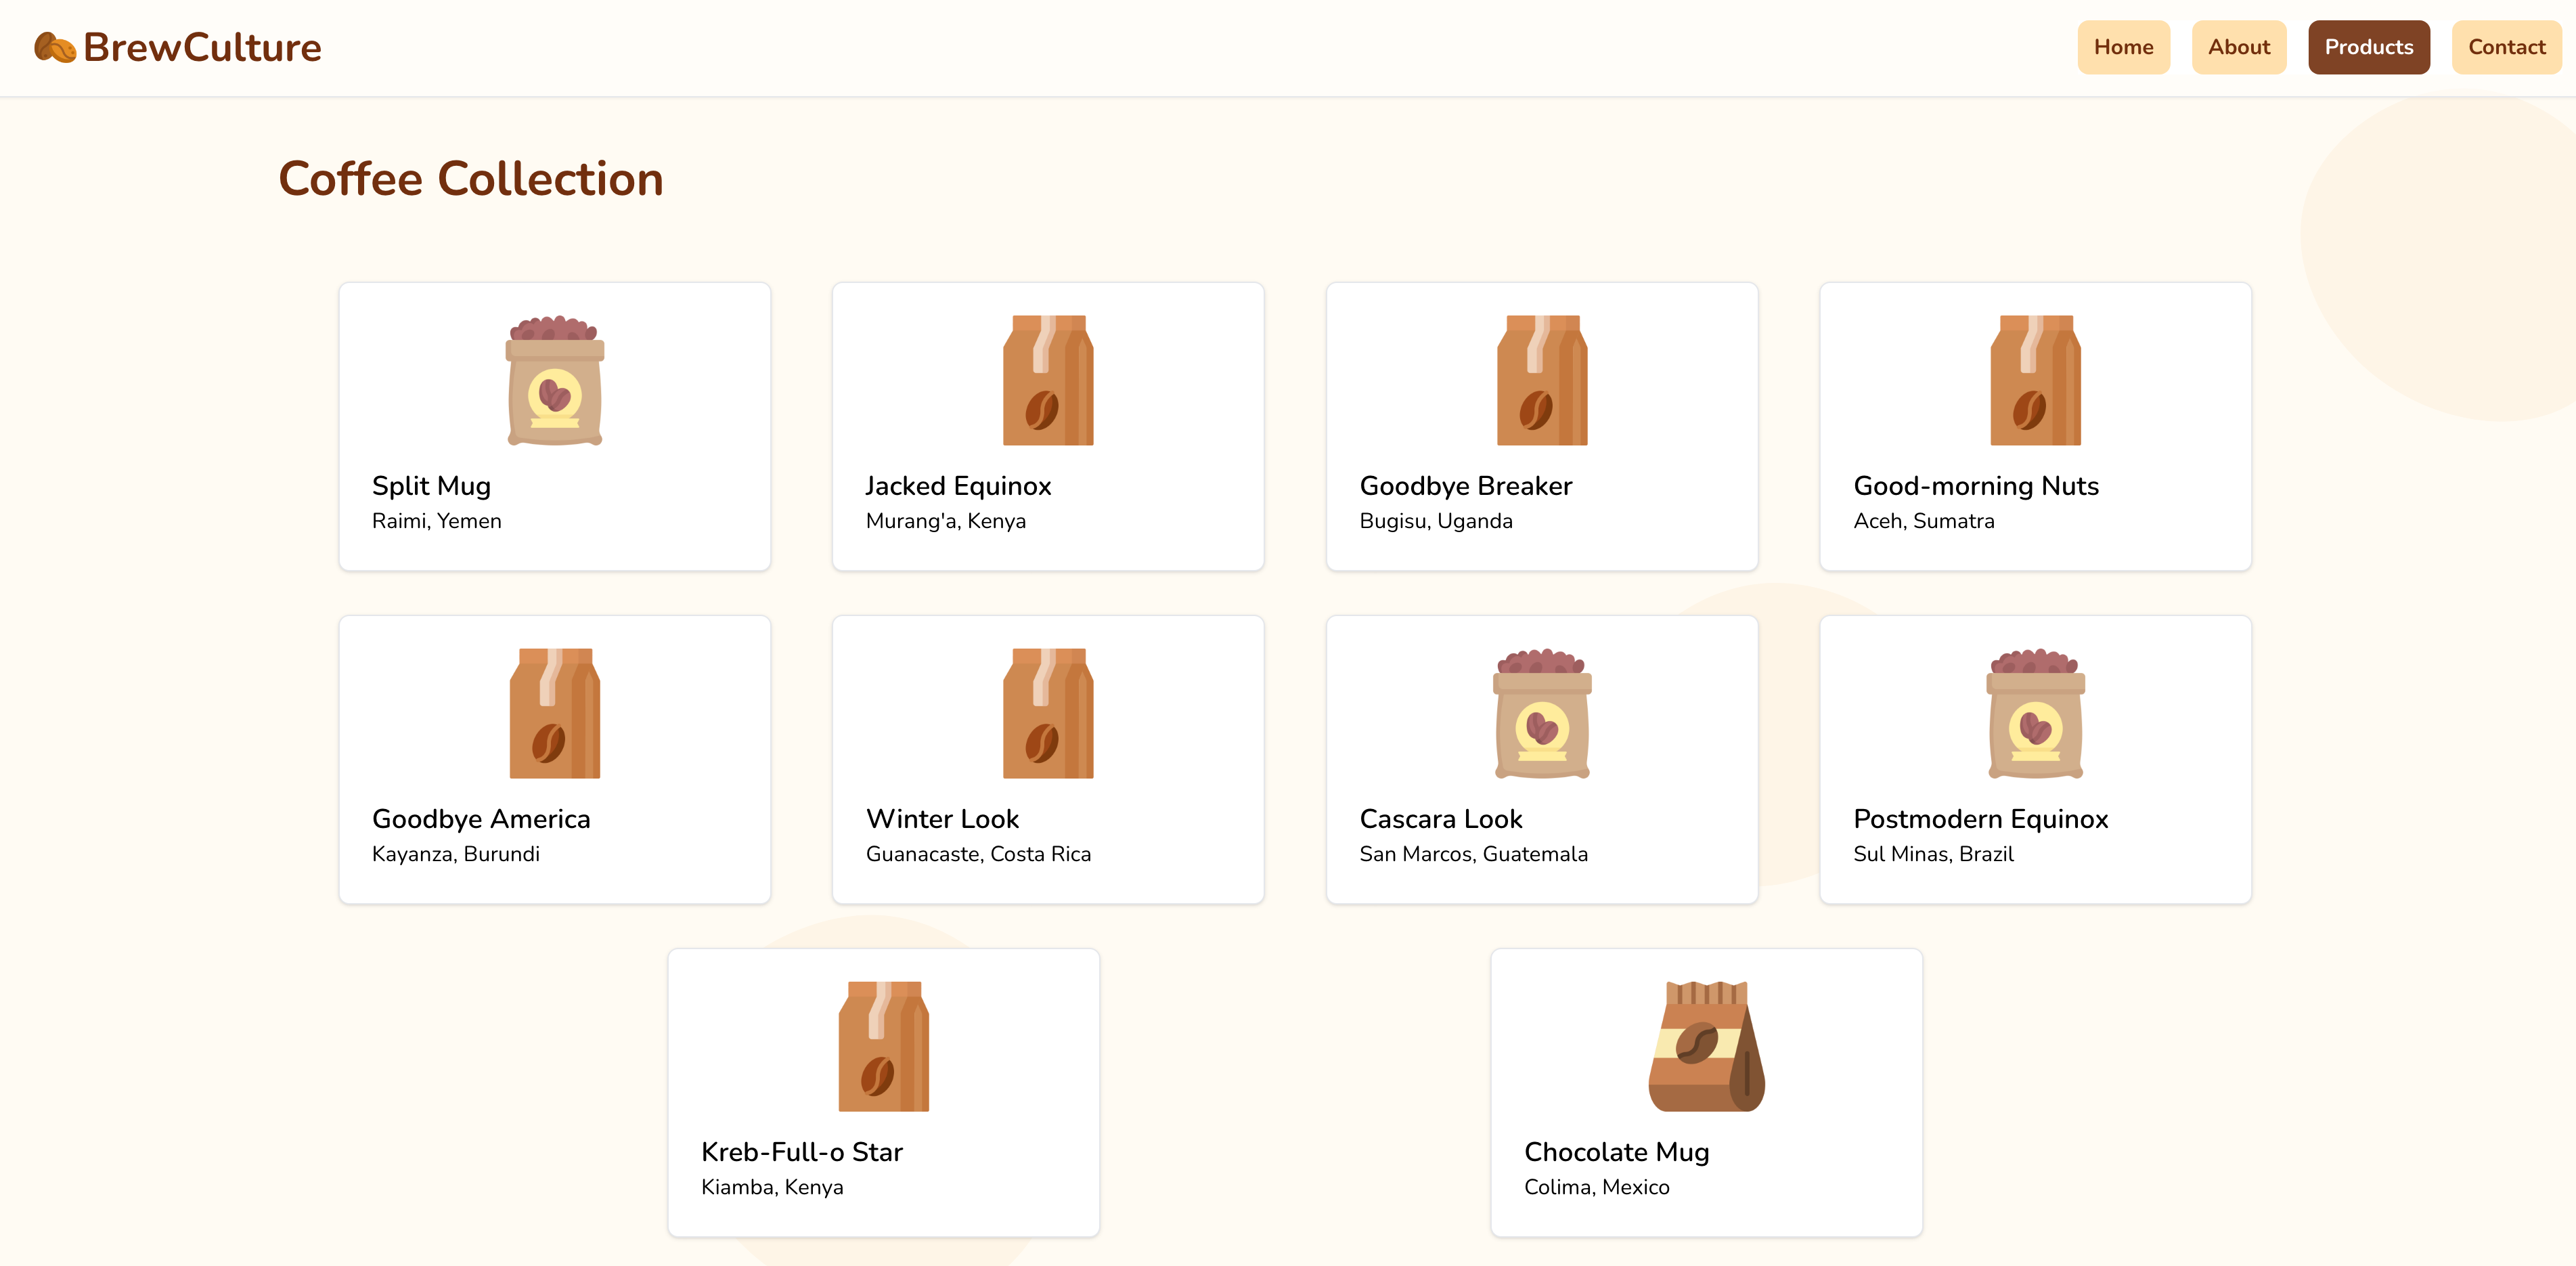 BrewCulture
Home
About
Products
Contact
Coffee Collection
Split Mug
Raimi, Yemen
Jacked Equinox
Murang'a, Kenya
Goodbye Breaker
Bugisu, Uganda
Good-morning Nuts
Aceh, Sumatra
Goodbye America
Kayanza, Burundi
Winter Look
Guanacaste, Costa Rica
Cascara Look
San Marcos, Guatemala
Postmodern Equinox
Sul Minas, Brazil
Kreb-Full-o Star
Kiamba, Kenya
Chocolate Mug
Colima, Mexico